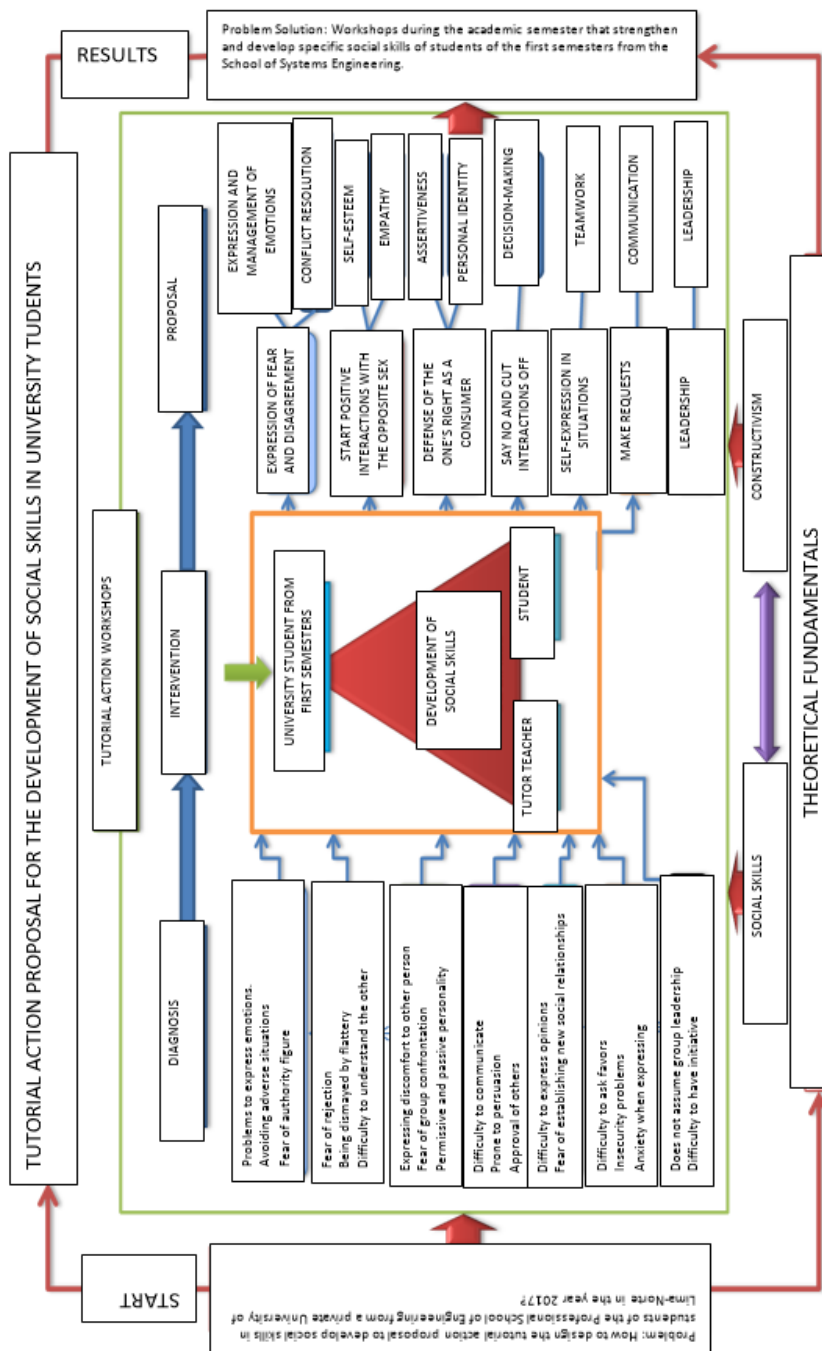 TUTORIAL ACTION PROPOSAL FOR THE DEVELOPMENT OF SOCIAL SKILLS IN UNIVERSITY TUDENTS
START
Problem: How to design the tutorial action proposal to develop social skills in
students of the Professional School of Engineering from a private University of
Lima-Norte in the year 2017?
TUTORIAL ACTION WORKSHOPS
DIAGNOSIS
INTERVENTION
PROPOSAL
Problems to express emotions.
Avoiding adverse situations
Fear of authority figure
Fear of rejection
Being dismayed by flattery
Difficulty to understand the other
Expressing discomfort to other person
Fear of group confrontation
Permissive and passive personality
Difficulty to communicate
Prone to persuasion
Approval of others
Difficulty to express opinions
Fear of establishing new social relationships
Difficulty to ask favors
Insecurity problems
Anxiety when expressing
Does not assume group leadership
Difficulty to have initiative
UNIVERSITY STUDENT FROM
FIRST SEMESTERS
DEVELOPMENT OF
SOCIAL SKILLS
TUTOR TEACHER
STUDENT
EXPRESSION OF FEAR
AND DISAGREEMENT
START POSITIVE
INTERACTIONS WITH
THE OPPOSITE SEX
DEFENSE OF THE
ONE'S RIGHT AS A
CONSUMER
SAY NO AND CUT
INTERACTIONS OFF
SELF-EXPRESSION IN
SITUATIONS
MAKE REQUESTS
LEADERSHIP
EXPRESSION AND
MANAGEMENT OF
EMOTIONS
CONFLICT RESOLUTION
SELF-ESTEEM
EMPATHY
ASSERTIVENESS
PERSONAL IDENTITY
DECISION-MAKING
TEAMWORK
COMMUNICATION
LEADERSHIP
SOCIAL SKILLS
CONSTRUCTIVISM
THEORETICAL FUNDAMENTALS
RESULTS
Problem Solution: Workshops during the academic semester that strengthen
and develop specific social skills of students of the first semesters from the
School of Systems Engineering.